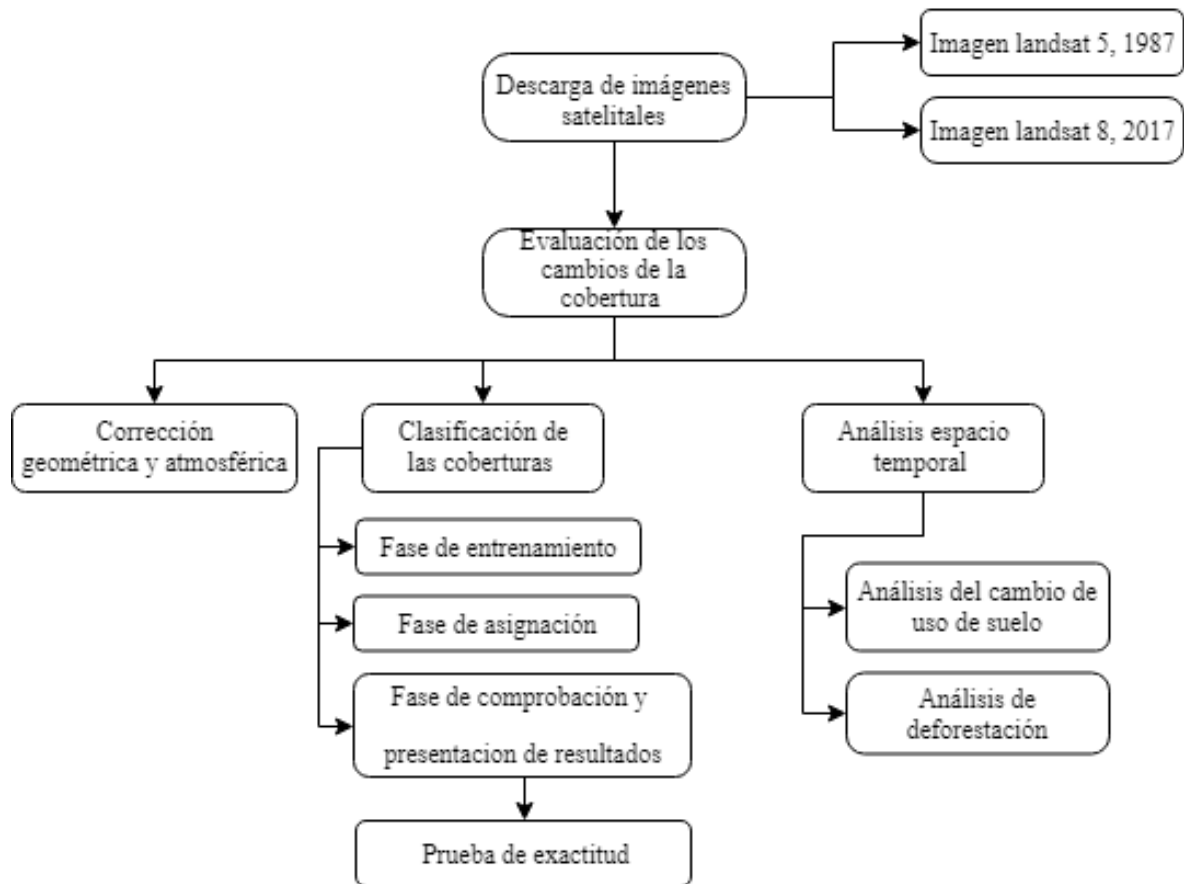 Descarga de imágenes
satelitales
Imagen landsat 5, 1987
Imagen landsat 8, 2017
Evaluación de los
cambios de la
cobertura
Corrección
geométrica y atmosférica
Clasificación de
las coberturas
Fase de entrenamiento
Fase de asignación
Fase de comprobación y
presentacion de resultados
Prueba de exactitud
Análisis espacio
temporal
Análisis del cambio de
uso de suelo
Análisis de
deforestación